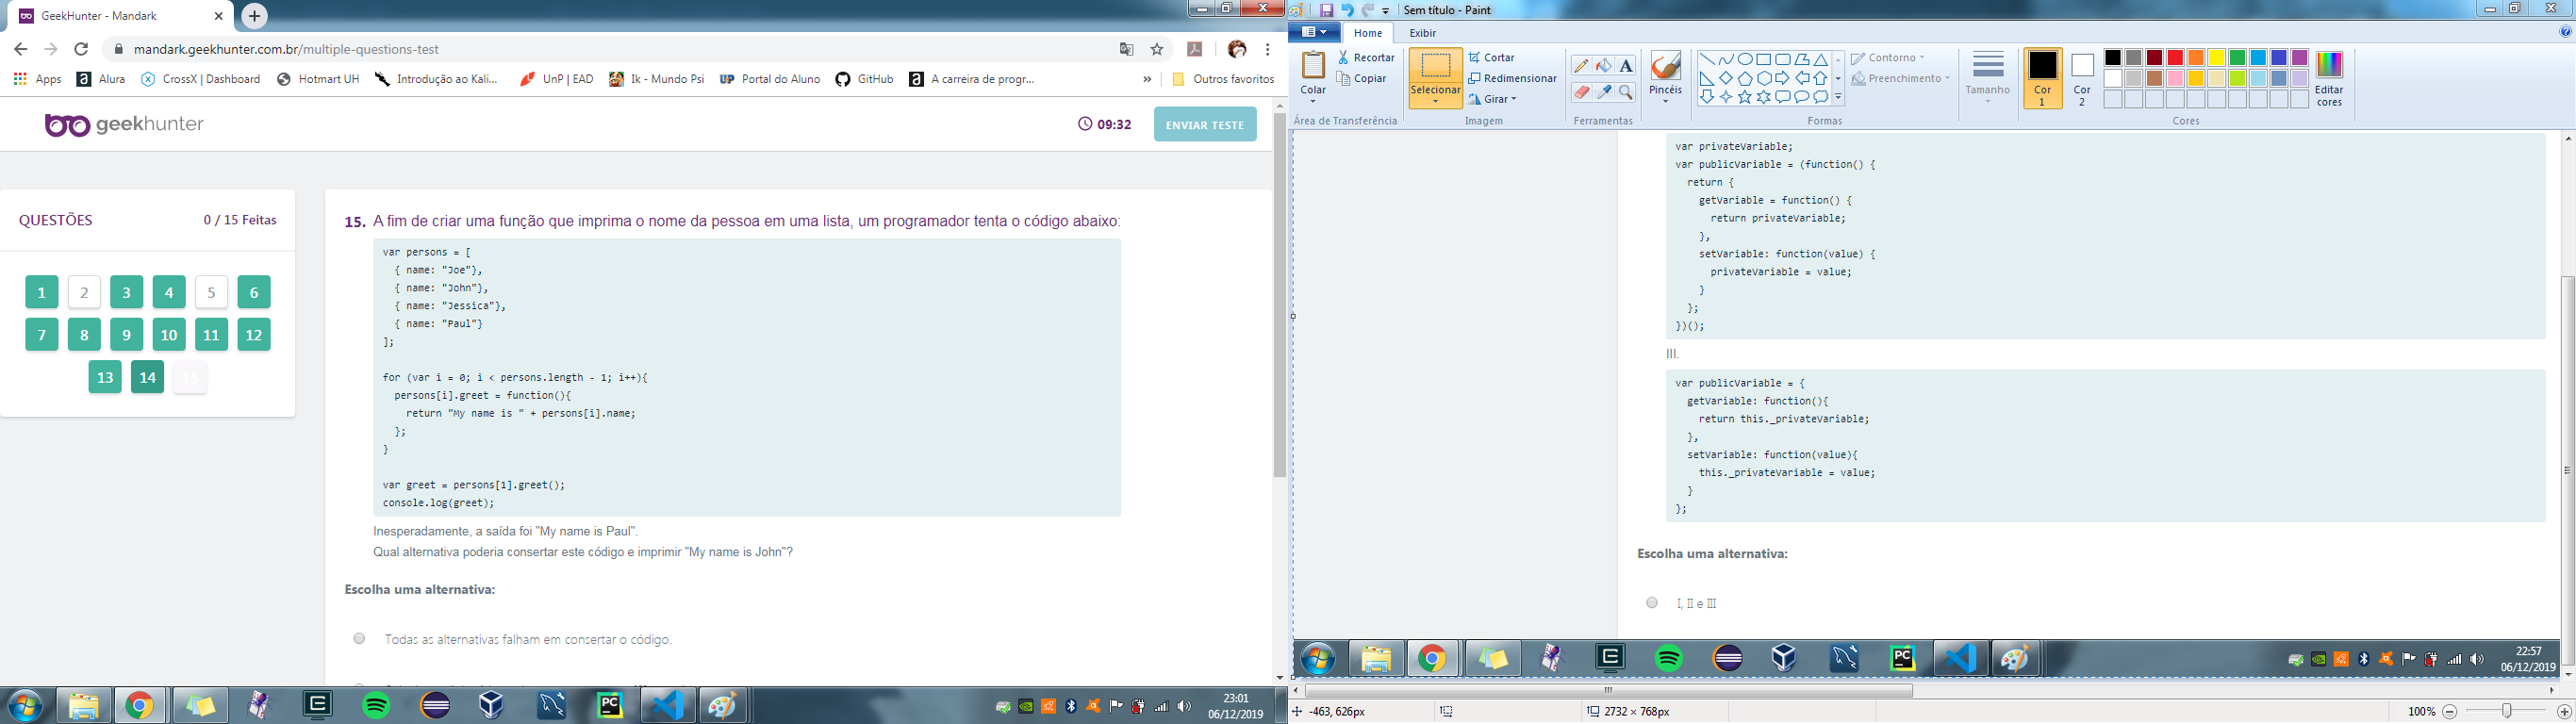 GeekHunter - Mandark
mandark.geekhunter.com.br/multiple-questions-test
Apps
Alura
CrossX | Dashboard
Hotmart UH
Introdução ao Kali...
UnP | EAD
Ik - Mundo Psi
UP Portal do Aluno
GitHub
A carreira de progr...
»
Outros favoritos
geekhunter
09:32
ENVIAR TESTE
QUESTÕES
0 / 15 Feitas
1 2 3 4 5 6
7 8 9 10 11 12
13 14 15
15. A fim de criar uma função que imprima o nome da pessoa em uma lista, um programador tenta o código abaixo:
var persons = [
{ name: "Joe"},
{ name: "John"},
{ name: "Jessica"},
{ name: "Paul"}
];
for (var i = 0; i < persons.length - 1; i++){
persons[i].greet = function(){
return "My name is " + persons[i].name;
};
}
var greet = persons[1].greet();
console.log(greet);
Inesperadamente, a saída foi "My name is Paul".
Qual alternativa poderia consertar este código e imprimir "My name is John"?
Escolha uma alternativa:
Todas as alternativas falham em consertar o código.
23:01
06/12/2019
Sem título - Paint
Home
Exibir
Colar
Recortar
Copiar
Área de Transferência
Selecionar
Cortar
Redimensionar
Girar
Imagem
A
Ferramentas
Pincéis
Contorno
Preenchimento
Formas
Tamanho
Cor
1
Cor
2
Editar
cores
Cores
var privateVariable;
var publicVariable = (function() {
return {
getVariable = function() {
return privateVariable;
},
setVariable: function(value) {
privateVariable = value;
}
};
})();
III.
var publicVariable = {
getVariable: function(){
return this._privateVariable;
},
setVariable: function(value){
this._privateVariable = value;
}
};
Escolha uma alternativa:
I, II e III
22:57
06/12/2019
-463, 626px
2732 × 768px
100%